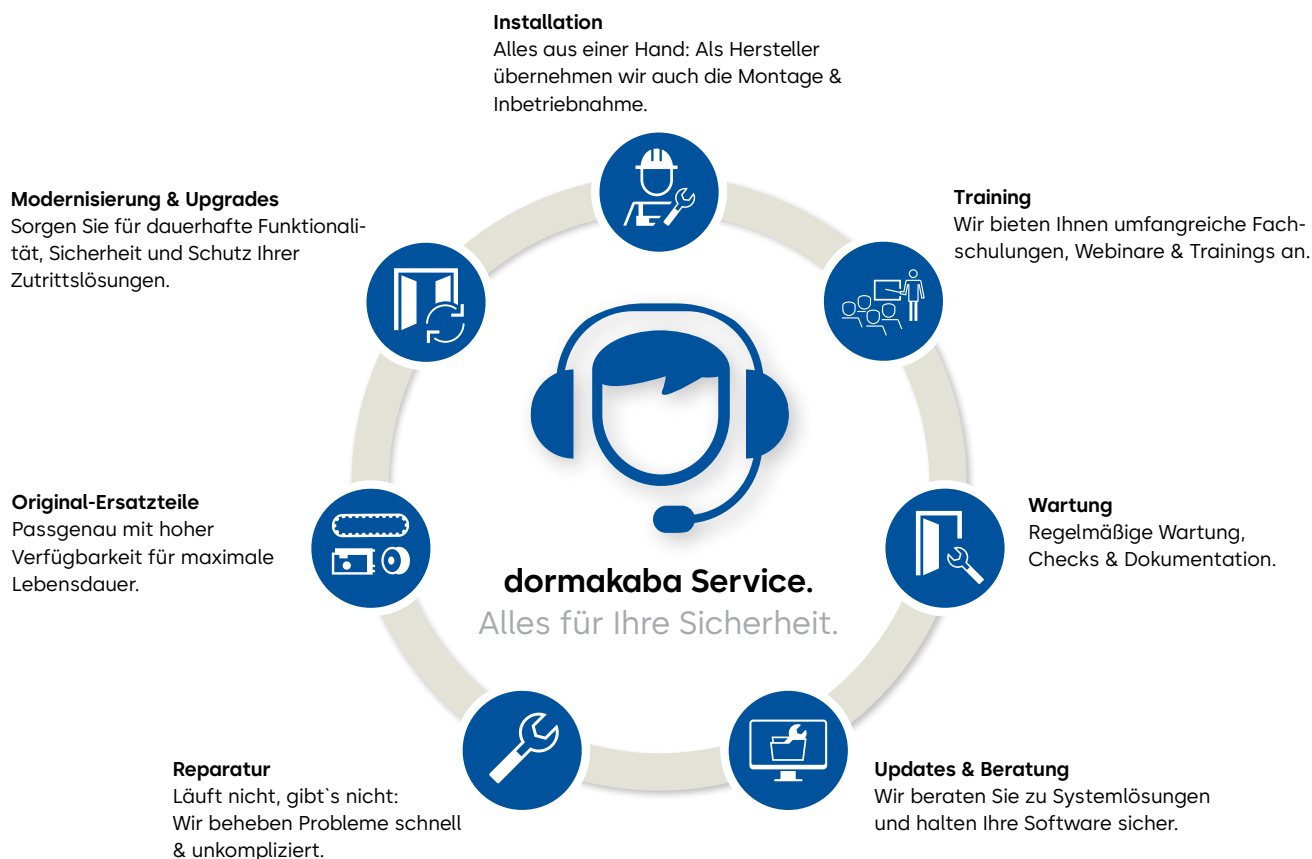 Installation
Alles aus einer Hand: Als Hersteller
übernehmen wir auch die Montage &
Inbetriebnahme.
Training
Wir bieten Ihnen umfangreiche Fach-
schulungen, Webinare & Trainings an.
Wartung
Regelmäßige Wartung,
Checks & Dokumentation.
Updates & Beratung
Wir beraten Sie zu Systemlösungen
und halten Ihre Software sicher.
Reparatur
Läuft nicht, gibt`s nicht:
Wir beheben Probleme schnell
& unkompliziert.
Original-Ersatzteile
Passgenau mit hoher
Verfügbarkeit für maximale
Lebensdauer.
Modernisierung & Upgrades
Sorgen Sie für dauerhafte Funktionali-
tät, Sicherheit und Schutz Ihrer
Zutrittslösungen.
dormakaba Service.
Alles für Ihre Sicherheit.